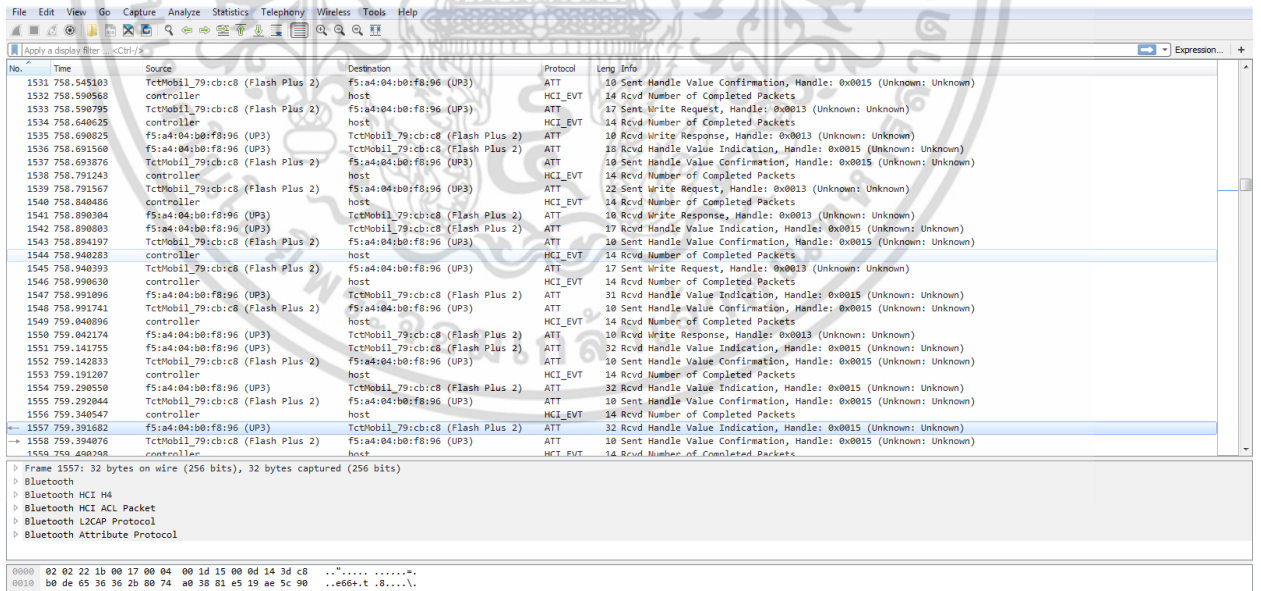 File Edit View Go Capture Analyze Statistics Telephony Wireless Tools Help
Apply a display filter ... <Ctrl-/> Expression... +
No. Time Source Destination Protocol Leng Info
1531 758.545103 TctMobil_79:cb:c8 (Flash Plus 2) f5:a4:04:b0:f8:96 (UP3) ATT 10 Sent Handle Value Confirmation, Handle: 0x0015 (Unknown: Unknown)
1532 758.590568 controller host HCI_EVT 14 Rcvd Number of Completed Packets
1533 758.590795 TctMobil_79:cb:c8 (Flash Plus 2) f5:a4:04:b0:f8:96 (UP3) ATT 17 Sent Write Request, Handle: 0x0013 (Unknown: Unknown)
1534 758.640625 controller host HCI_EVT 14 Rcvd Number of Completed Packets
1535 758.690825 f5:a4:04:b0:f8:96 (UP3) TctMobil_79:cb:c8 (Flash Plus 2) ATT 10 Rcvd Write Response, Handle: 0x0013 (Unknown: Unknown)
1536 758.691560 f5:a4:04:b0:f8:96 (UP3) TctMobil_79:cb:c8 (Flash Plus 2) ATT 18 Rcvd Handle Value Indication, Handle: 0x0015 (Unknown: Unknown)
1537 758.693876 TctMobil_79:cb:c8 (Flash Plus 2) f5:a4:04:b0:f8:96 (UP3) ATT 10 Sent Handle Value Confirmation, Handle: 0x0015 (Unknown: Unknown)
1538 758.791243 controller host HCI_EVT 14 Rcvd Number of Completed Packets
1539 758.791567 TctMobil_79:cb:c8 (Flash Plus 2) f5:a4:04:b0:f8:96 (UP3) ATT 22 Sent Write Request, Handle: 0x0013 (Unknown: Unknown)
1540 758.840486 controller host HCI_EVT 14 Rcvd Number of Completed Packets
1541 758.890304 f5:a4:04:b0:f8:96 (UP3) TctMobil_79:cb:c8 (Flash Plus 2) ATT 10 Rcvd Write Response, Handle: 0x0013 (Unknown: Unknown)
1542 758.890803 f5:a4:04:b0:f8:96 (UP3) TctMobil_79:cb:c8 (Flash Plus 2) ATT 17 Rcvd Handle Value Indication, Handle: 0x0015 (Unknown: Unknown)
1543 758.894197 TctMobil_79:cb:c8 (Flash Plus 2) f5:a4:04:b0:f8:96 (UP3) ATT 10 Sent Handle Value Confirmation, Handle: 0x0015 (Unknown: Unknown)
1544 758.940283 controller host HCI_EVT 14 Rcvd Number of Completed Packets
1545 758.940393 TctMobil_79:cb:c8 (Flash Plus 2) f5:a4:04:b0:f8:96 (UP3) ATT 17 Sent Write Request, Handle: 0x0013 (Unknown: Unknown)
1546 758.990630 controller host HCI_EVT 14 Rcvd Number of Completed Packets
1547 758.991096 f5:a4:04:b0:f8:96 (UP3) TctMobil_79:cb:c8 (Flash Plus 2) ATT 31 Rcvd Handle Value Indication, Handle: 0x0015 (Unknown: Unknown)
1548 758.991741 TctMobil_79:cb:c8 (Flash Plus 2) f5:a4:04:b0:f8:96 (UP3) ATT 10 Sent Handle Value Confirmation, Handle: 0x0015 (Unknown: Unknown)
1549 759.040896 controller host HCI_EVT 14 Rcvd Number of Completed Packets
1550 759.042174 f5:a4:04:b0:f8:96 (UP3) TctMobil_79:cb:c8 (Flash Plus 2) ATT 10 Rcvd Write Response, Handle: 0x0013 (Unknown: Unknown)
1551 759.141755 f5:a4:04:b0:f8:96 (UP3) TctMobil_79:cb:c8 (Flash Plus 2) ATT 32 Rcvd Handle Value Indication, Handle: 0x0015 (Unknown: Unknown)
1552 759.142833 TctMobil_79:cb:c8 (Flash Plus 2) f5:a4:04:b0:f8:96 (UP3) ATT 10 Sent Handle Value Confirmation, Handle: 0x0015 (Unknown: Unknown)
1553 759.191207 controller host HCI_EVT 14 Rcvd Number of Completed Packets
1554 759.290550 f5:a4:04:b0:f8:96 (UP3) TctMobil_79:cb:c8 (Flash Plus 2) ATT 32 Rcvd Handle Value Indication, Handle: 0x0015 (Unknown: Unknown)
1555 759.292044 TctMobil_79:cb:c8 (Flash Plus 2) f5:a4:04:b0:f8:96 (UP3) ATT 10 Sent Handle Value Confirmation, Handle: 0x0015 (Unknown: Unknown)
1556 759.340547 controller host HCI_EVT 14 Rcvd Number of Completed Packets
1557 759.391682 f5:a4:04:b0:f8:96 (UP3) TctMobil_79:cb:c8 (Flash Plus 2) ATT 32 Rcvd Handle Value Indication, Handle: 0x0015 (Unknown: Unknown)
1558 759.394076 TctMobil_79:cb:c8 (Flash Plus 2) f5:a4:04:b0:f8:96 (UP3) ATT 10 Sent Handle Value Confirmation, Handle: 0x0015 (Unknown: Unknown)
1559 759.490298 controller host HCI_EVT 14 Rcvd Number of Completed Packets
Frame 1557: 32 bytes on wire (256 bits), 32 bytes captured (256 bits)
Bluetooth
Bluetooth HCI H4
Bluetooth HCI ACL Packet
Bluetooth L2CAP Protocol
Bluetooth Attribute Protocol
0000 02 02 22 1b 00 17 00 04 00 1d 15 00 0d 14 3d c8 .."..... ......=.
0010 b0 de 65 36 36 2b 80 74 a0 38 81 e5 19 ae 5c 90 ..e66+.t .8....\.